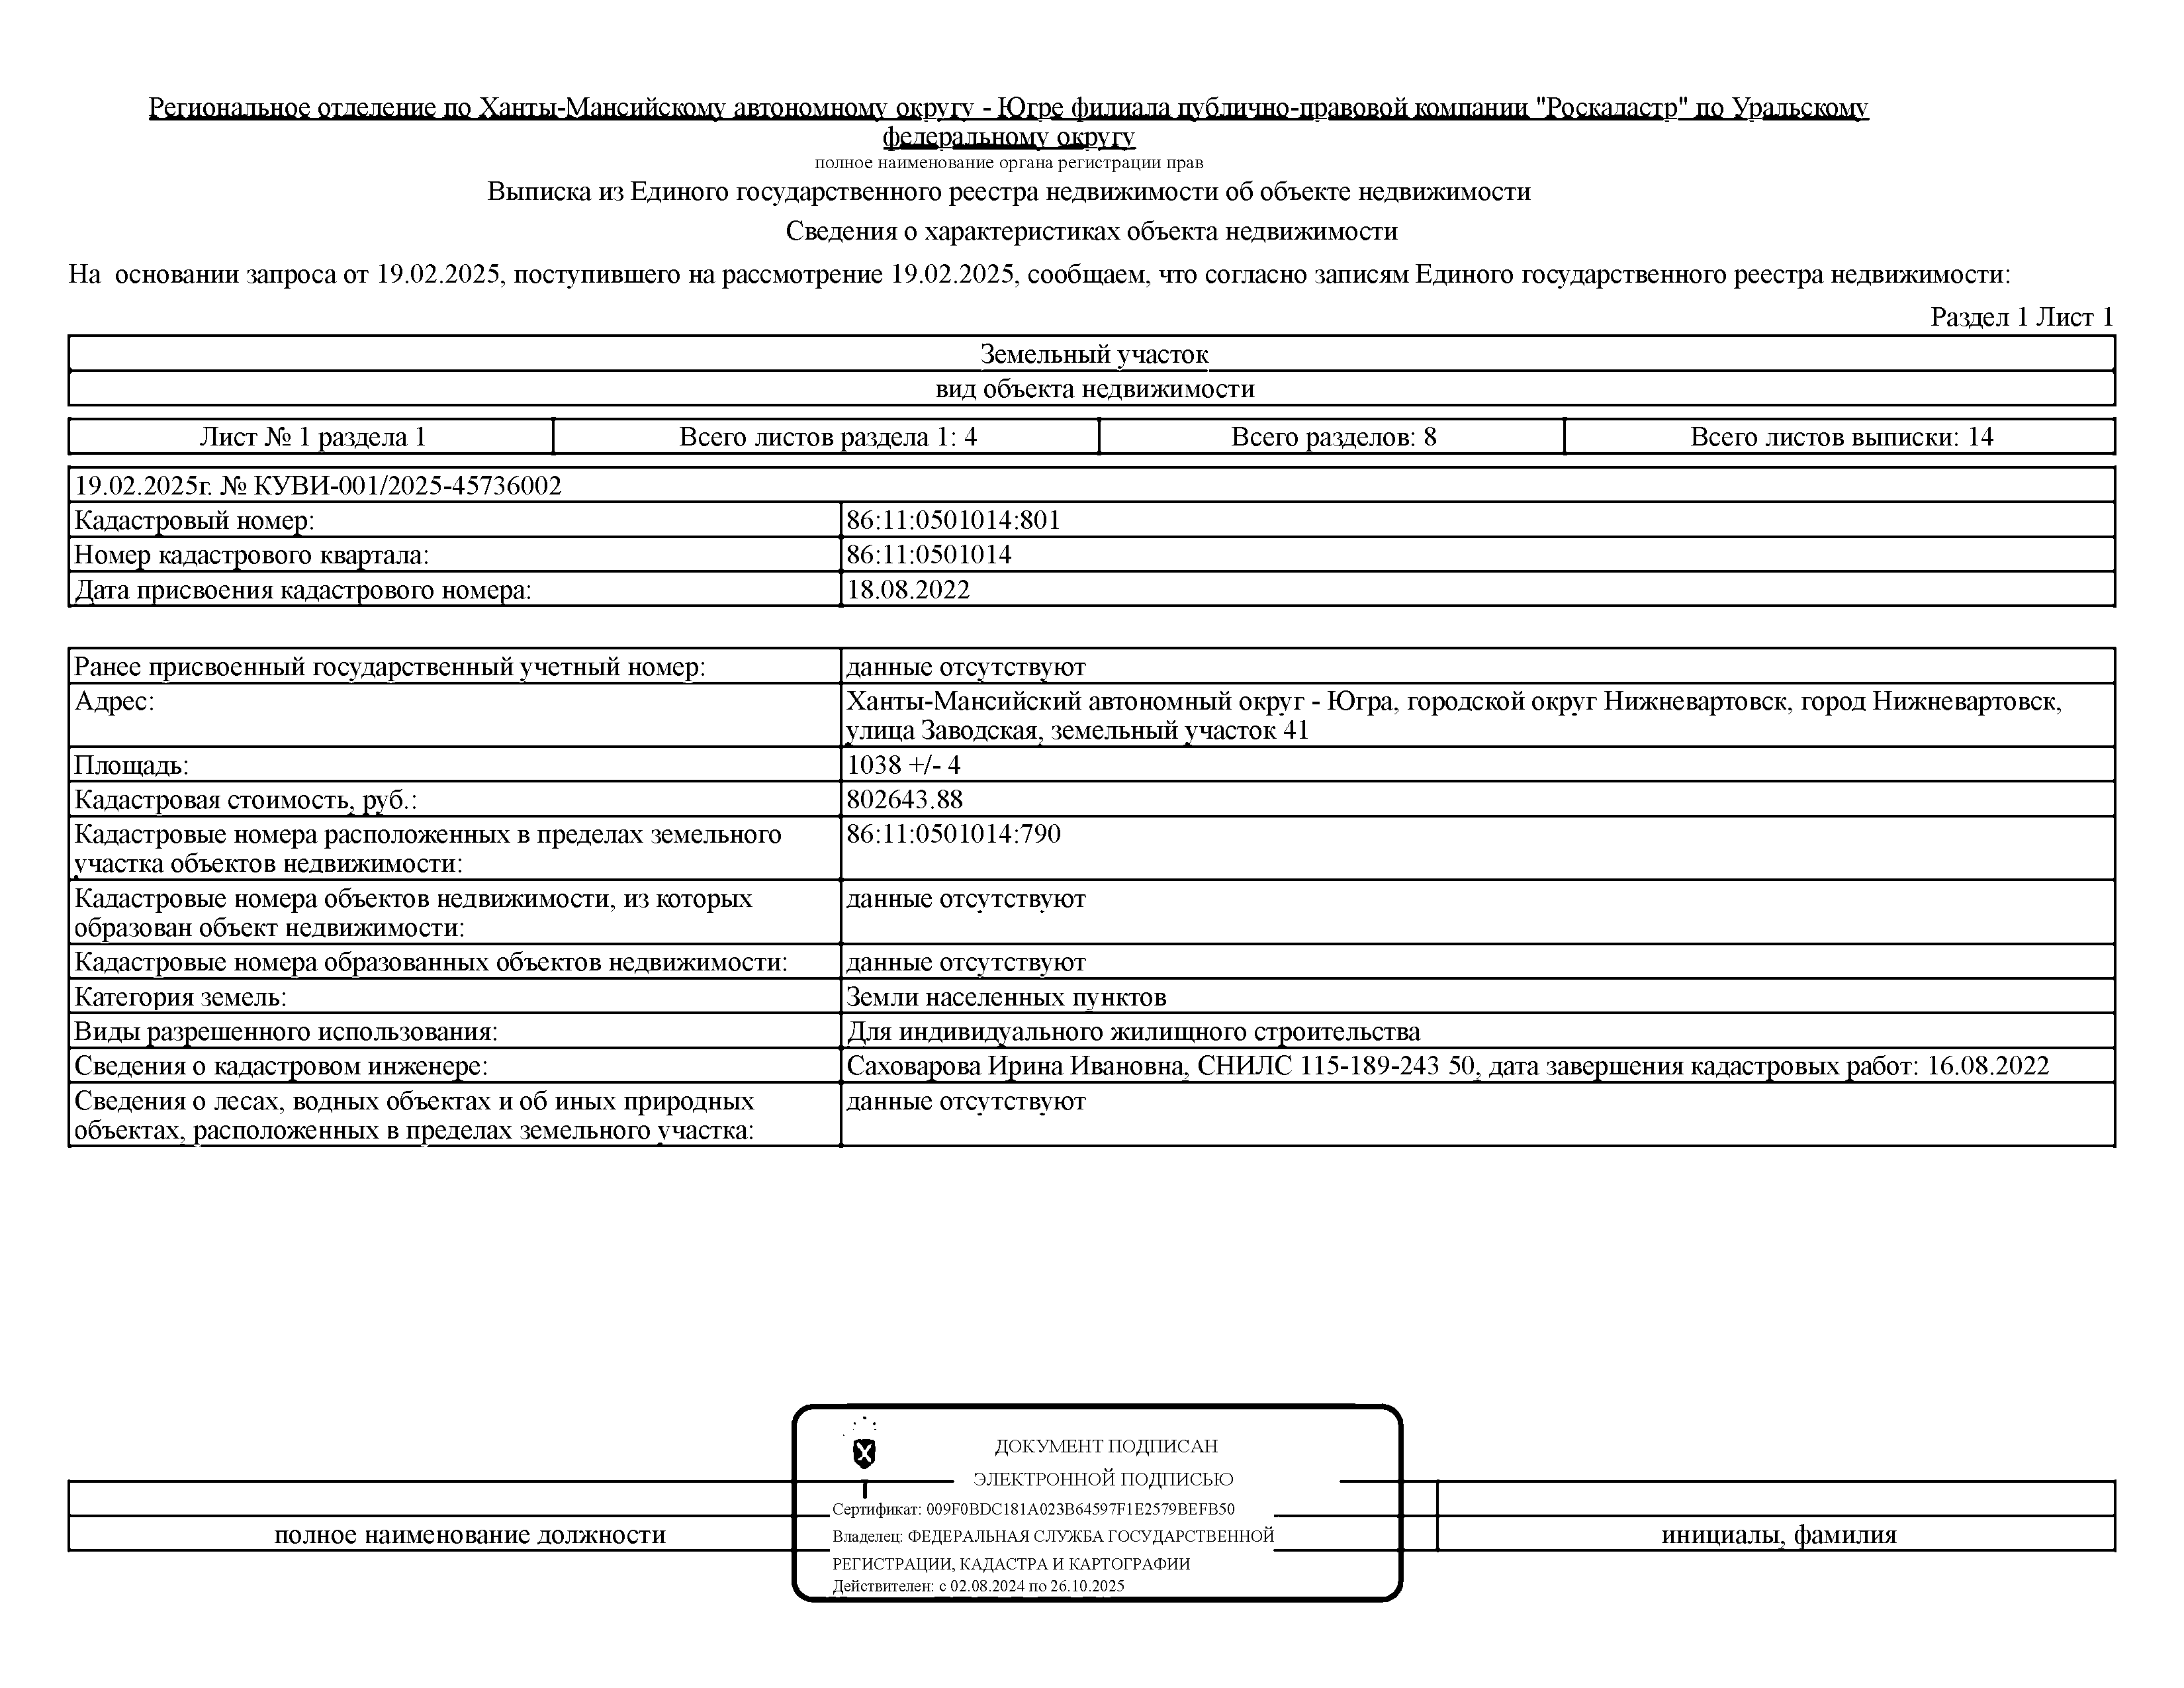 Региональное отделение по Ханты-Мансийскому автономному округу - Югре филиала публично-правовой компании "Роскадастр" по Уральскому
федеральному округу
полное наименование органа регистрации прав
Выписка из Единого государственного реестра недвижимости об объекте недвижимости
Сведения о характеристиках объекта недвижимости
На основании запроса от 19.02.2025, поступившего на рассмотрение 19.02.2025, сообщаем, что согласно записям Единого государственного реестра недвижимости:
Раздел 1 Лист 1
Земельный участок
вид объекта недвижимости
Лист № 1 раздела 1 Всего листов раздела 1: 4 Всего разделов: 8 Всего листов выписки: 14
19.02.2025г. № КУВИ-001/2025-45736002
Кадастровый номер: 86:11:0501014:801
Номер кадастрового квартала: 86:11:0501014
Дата присвоения кадастрового номера: 18.08.2022
Ранее присвоенный государственный учетный номер: данные отсутствуют
Адрес: Ханты-Мансийский автономный округ - Югра, городской округ Нижневартовск, город Нижневартовск,
улица Заводская, земельный участок 41
Площадь: 1038 +/- 4
Кадастровая стоимость, руб.: 802643.88
Кадастровые номера расположенных в пределах земельного 86:11:0501014:790
участка объектов недвижимости:
Кадастровые номера объектов недвижимости, из которых данные отсутствуют
образован объект недвижимости:
Кадастровые номера образованных объектов недвижимости: данные отсутствуют
Категория земель: Земли населенных пунктов
Виды разрешенного использования: Для индивидуального жилищного строительства
Сведения о кадастровом инженере: Саховарова Ирина Ивановна, СНИЛС 115-189-243 50, дата завершения кадастровых работ: 16.08.2022
Сведения о лесах, водных объектах и об иных природных данные отсутствуют
объектах, расположенных в пределах земельного участка:
ДОКУМЕНТ ПОДПИСАН
ЭЛЕКТРОННОЙ ПОДПИСЬЮ
Сертификат: 009F0BDC181A023B64597F1E2579BEFB50
полное наименование должности Владелец: ФЕДЕРАЛЬНАЯ СЛУЖБА ГОСУДАРСТВЕННОЙ инициалы, фамилия
РЕГИСТРАЦИИ, КАДАСТРА И КАРТОГРАФИИ
Действителен: с 02.08.2024 по 26.10.2025